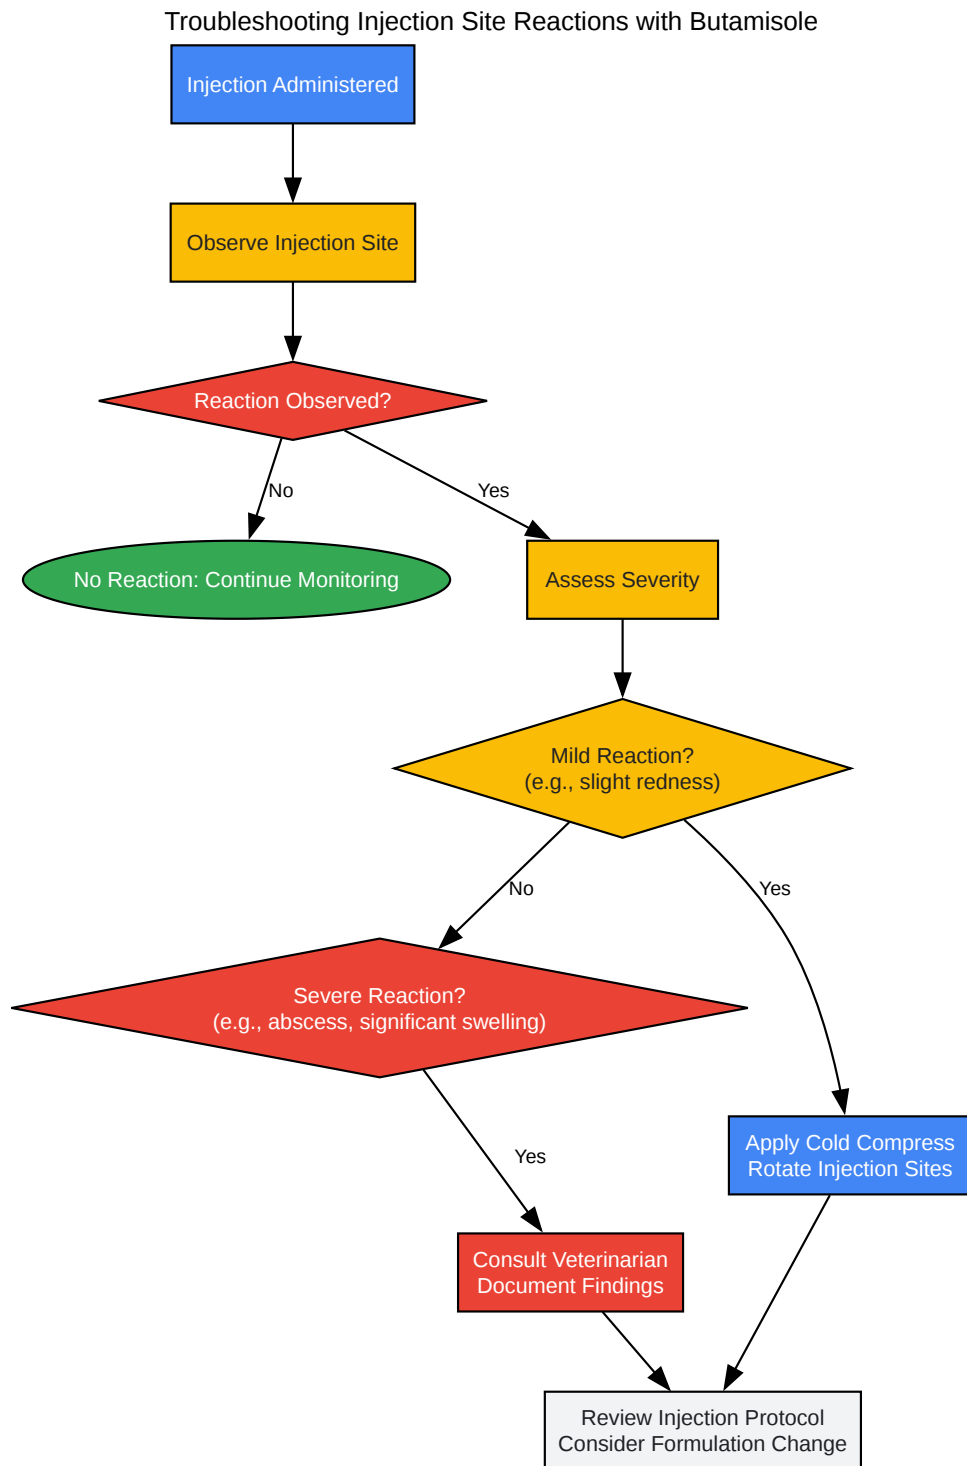 Troubleshooting Injection Site Reactions with Butamisole
Injection Administered
Observe Injection Site
Reaction Observed?
No
Yes
No Reaction: Continue Monitoring
Assess Severity
Mild Reaction?
(e.g., slight redness)
No
Yes
Severe Reaction?
(e.g., abscess, significant swelling)
Yes
Apply Cold Compress
Rotate Injection Sites
Consult Veterinarian
Document Findings
Review Injection Protocol
Consider Formulation Change